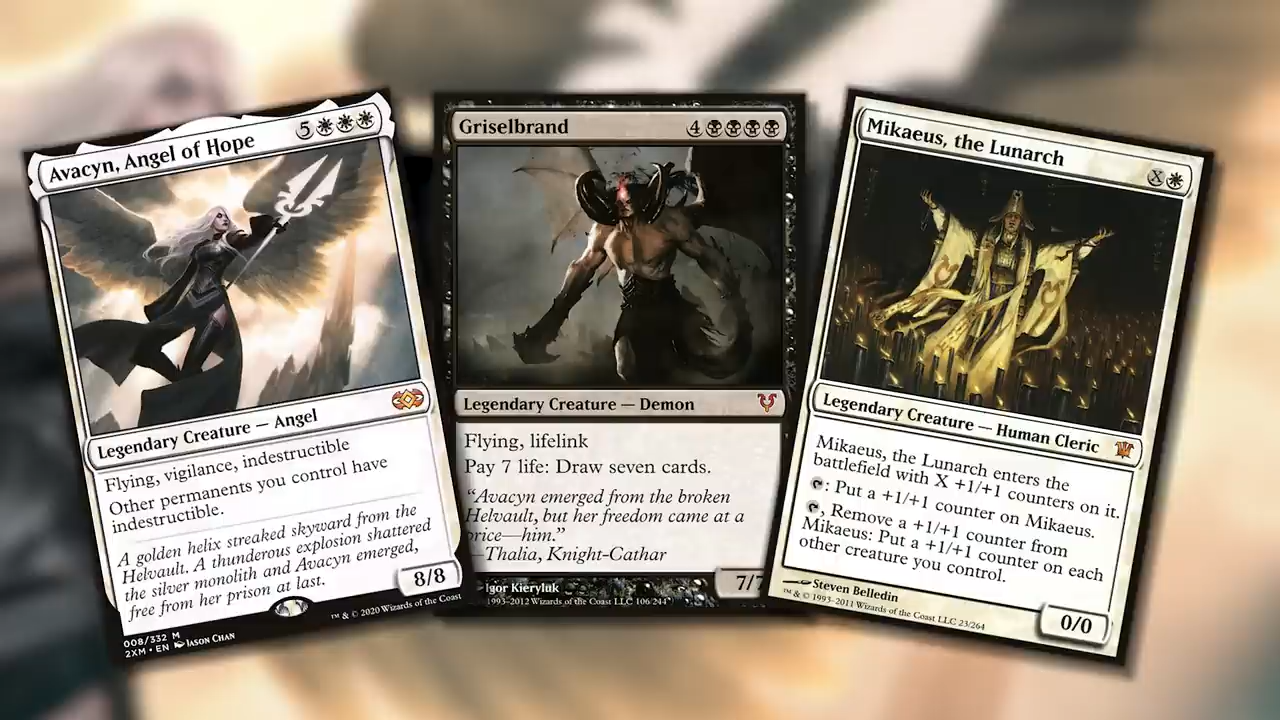 Avacyn, Angel of Hope
5
Legendary Creature — Angel
Flying, vigilance, indestructible
Other permanents you control have
indestructible.
A golden helix streaked skyward from the
Helvault. A thunderous explosion shattered
the silver monolith and Avacyn emerged,
free from her prison at last.
8/8
008/332 M
2XM • EN JASON CHAN
™ & © 2020 Wizards of the Coast
Griselbrand
4
Legendary Creature — Demon
Flying, lifelink
Pay 7 life: Draw seven cards.
“Avacyn emerged from the broken
Helvault, but her freedom came at a
price—him.”
—Thalia, Knight-Cathar
7/7
Igor Kieryluk
1993-2012 Wizards of the Coast LLC 106/244
Mikaeus, the Lunarch
X
Legendary Creature — Human Cleric
Mikaeus, the Lunarch enters the
battlefield with X +1/+1 counters on it.
: Put a +1/+1 counter on Mikaeus.
, Remove a +1/+1 counter from
Mikaeus: Put a +1/+1 counter on each
other creature you control.
Steven Belledin
™ & © 1993-2011 Wizards of the Coast LLC 23/264
0/0